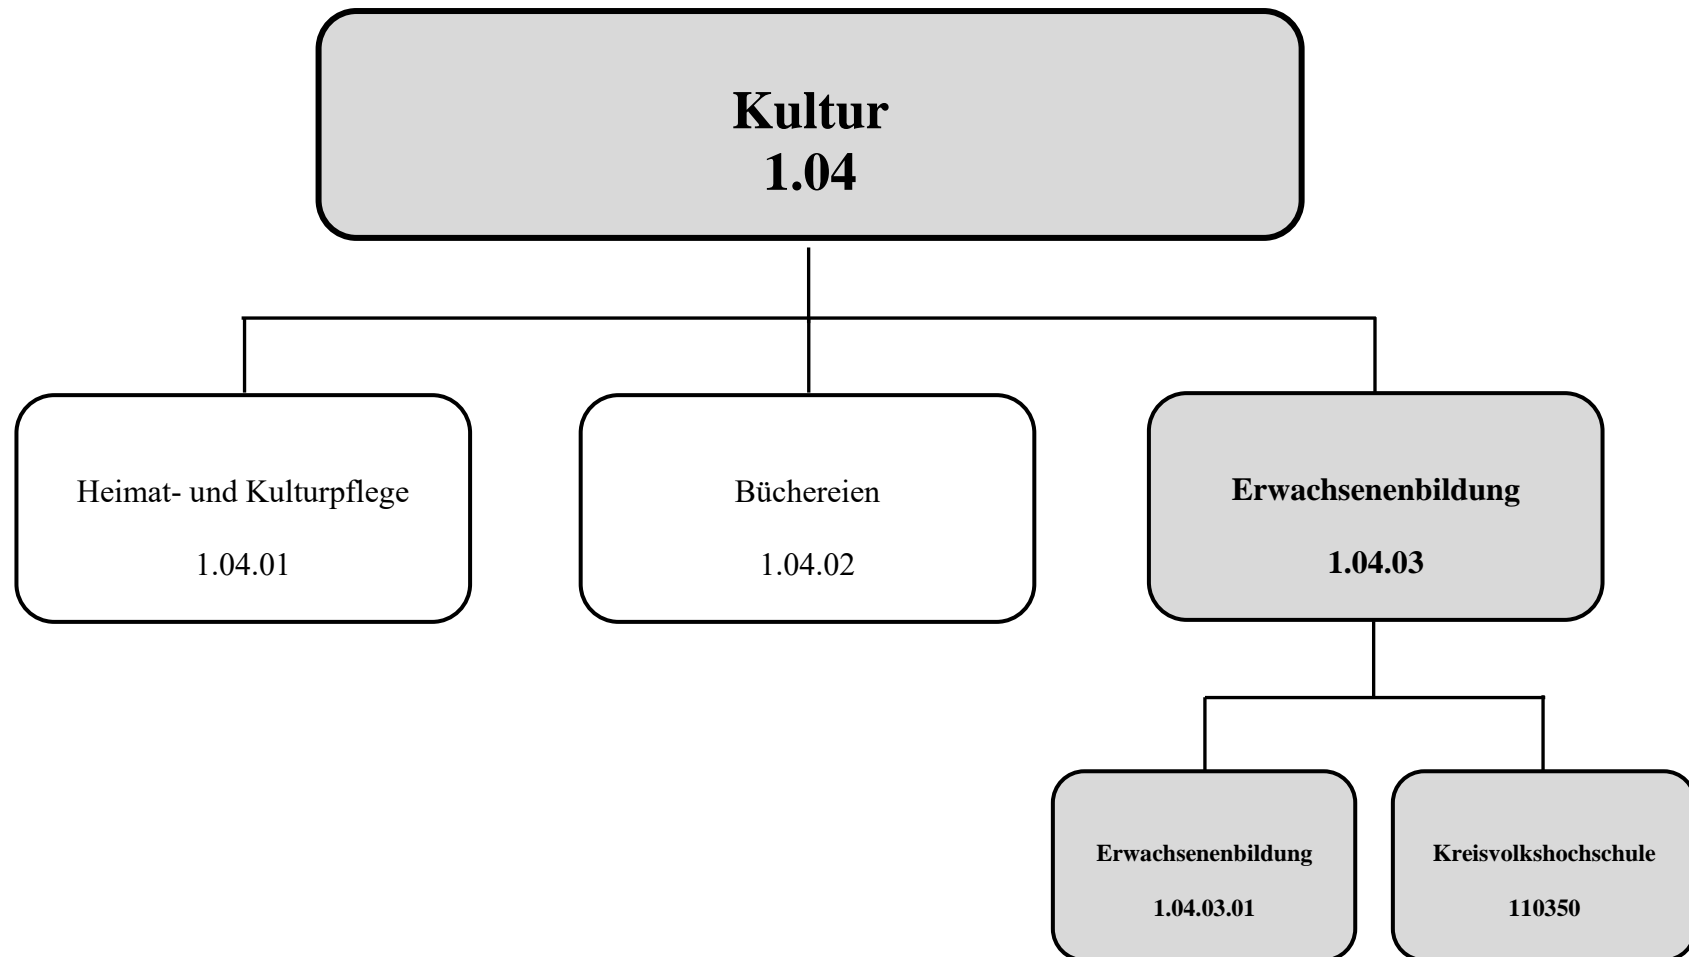 Kultur
1.04
Heimat- und Kulturpflege
1.04.01
Büchereien
1.04.02
Erwachsenenbildung
1.04.03
Erwachsenenbildung
1.04.03.01
Kreisvolkshochschule
110350